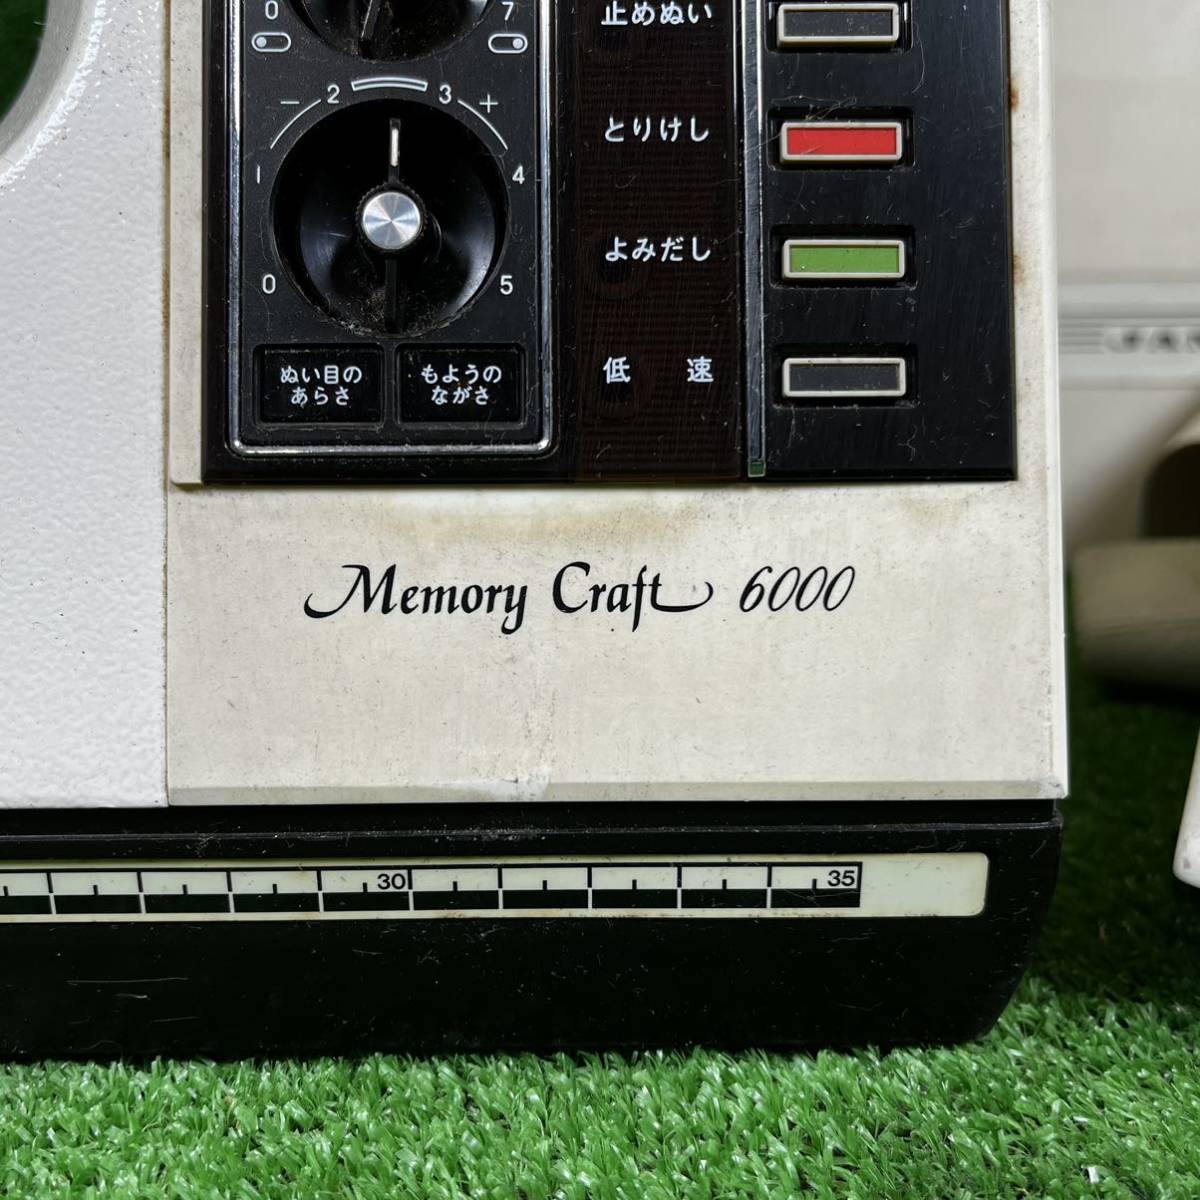 0 7
止めぬい
− 2 3 +
1 4
0 5
とりけし
よみだし
低 速
ぬい目の
あらさ
もようの
ながさ
Memory Craft 6000
30 35